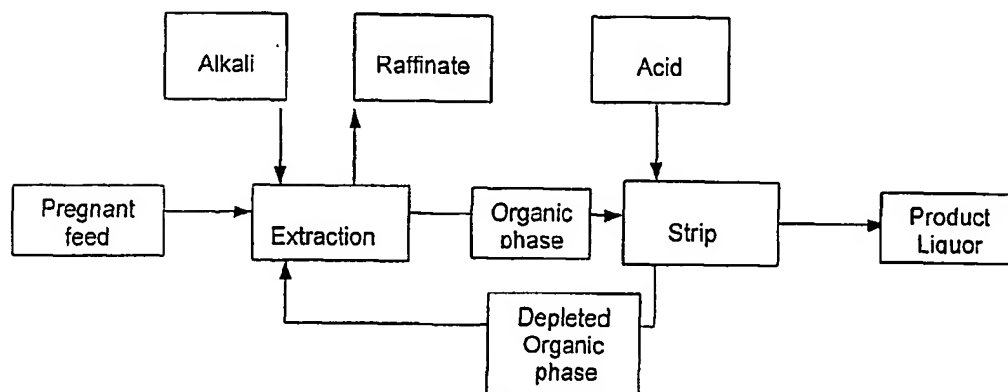 Alkali
Raffinate
Acid
Pregnant
feed
Extraction
Organic
phase
Strip
Product
Liquor
Depleted
Organic
phase